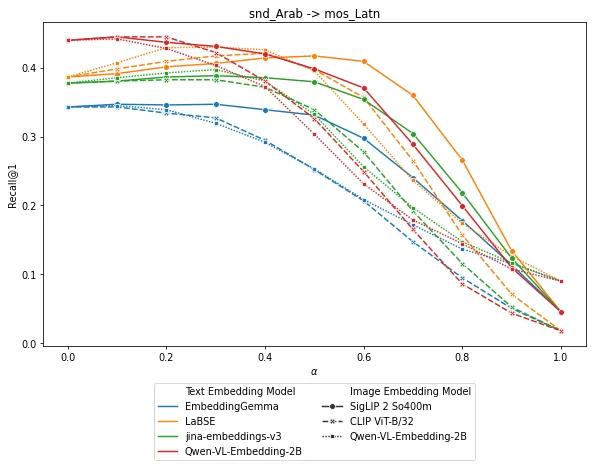 snd_Arab -> mos_Latn
Recall@1
0.4
0.3
0.2
0.1
0.0
0.0 0.2 0.4 0.6 0.8 1.0
α
Text Embedding Model Image Embedding Model
EmbeddingGemma SigLIP 2 So400m
LaBSE CLIP ViT-B/32
jina-embeddings-v3 Qwen-VL-Embedding-2B
Qwen-VL-Embedding-2B